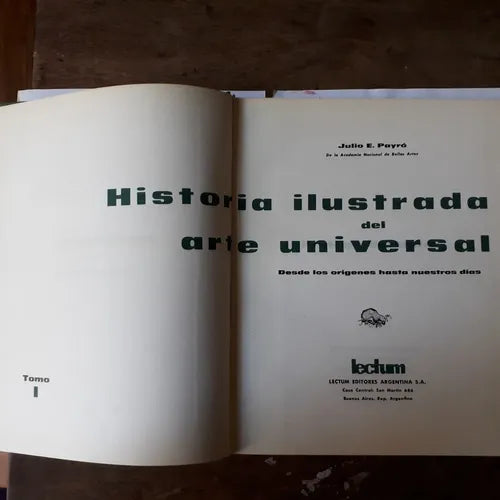 Julio E. Payró
De la Academia Nacional de Bellas Artes
Historia ilustrada
del
arte universal
Desde los orígenes hasta nuestros días
Tomo
I
lectum
LECTUM EDITORES ARGENTINA S.A.
Casa Central: San Martín 686
Buenos Aires, Rep. Argentina